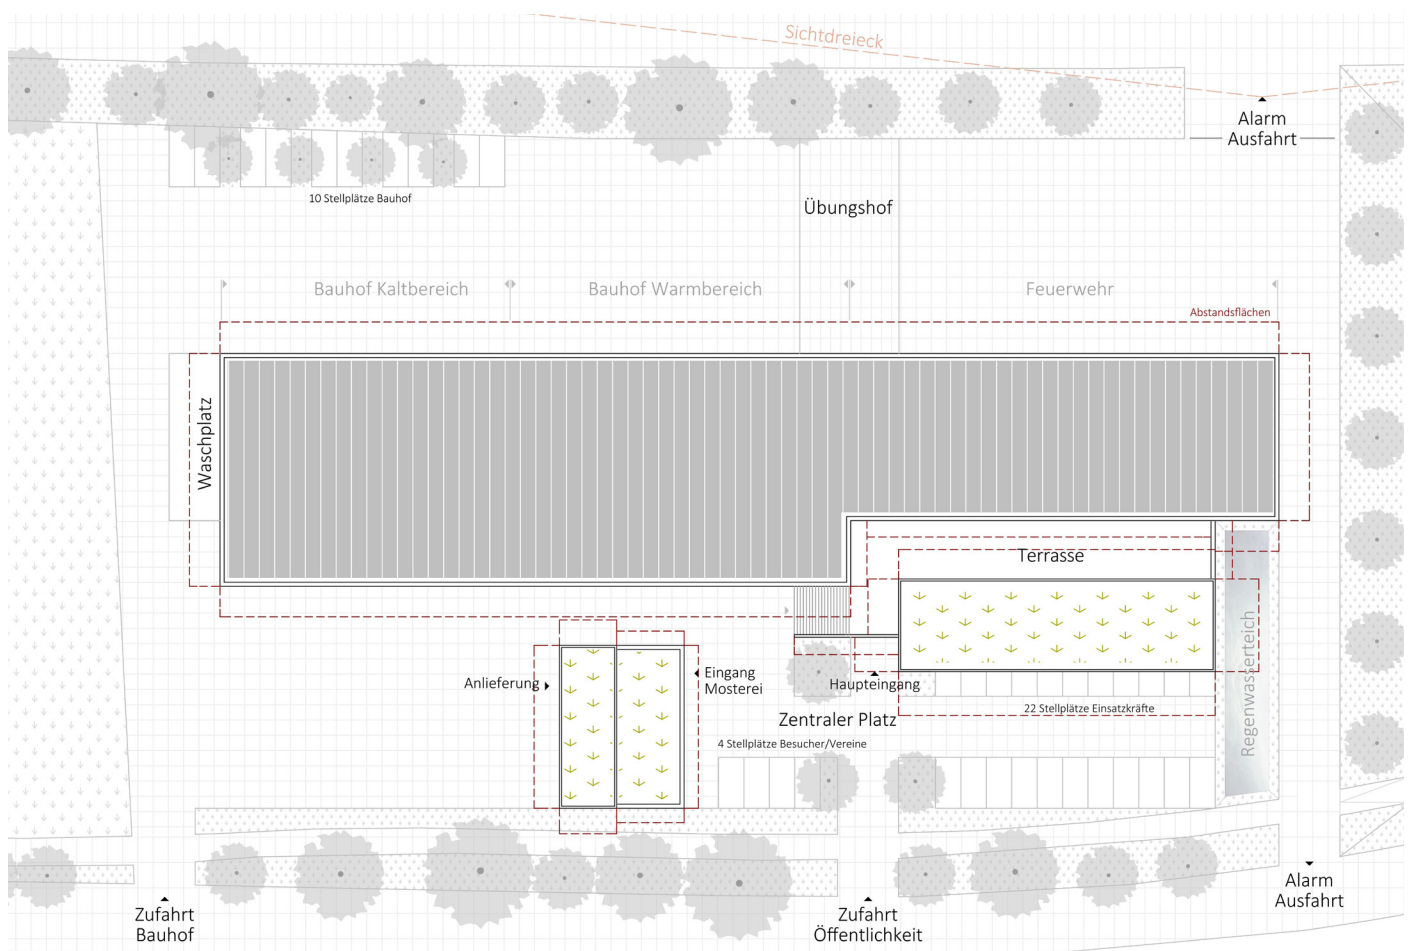 Sichtdreieck
Alarm
Ausfahrt
10 Stellplätze Bauhof
Übungshof
Bauhof Kaltbereich
Bauhof Warmbereich
Feuerwehr
Abstandsflächen
Waschplatz
Terrasse
Regenwasserteich
Anlieferung
Eingang
Mosterei
Haupteingang
22 Stellplätze Einsatzkräfte
Zentraler Platz
4 Stellplätze Besucher/Vereine
Zufahrt
Bauhof
Zufahrt
Öffentlichkeit
Alarm
Ausfahrt